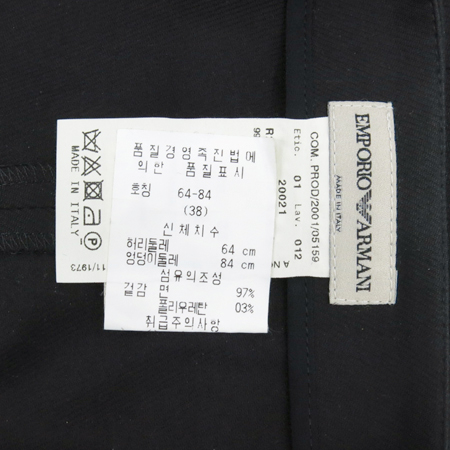 품질경영촉진법에
의한 품질표시
호칭 64-84
(38)
신체치수
허리둘레 64 cm
엉덩이둘레 84 cm
섬유의조성
겉감 면 97%
폴리우레탄 03%
취급주의사항
MADE IN
ITALY
11/1973
COM. PROD/2001/05159
Etic. 01 Lav. 012
20021
EMPORIO ARMANI
MADE IN ITALY